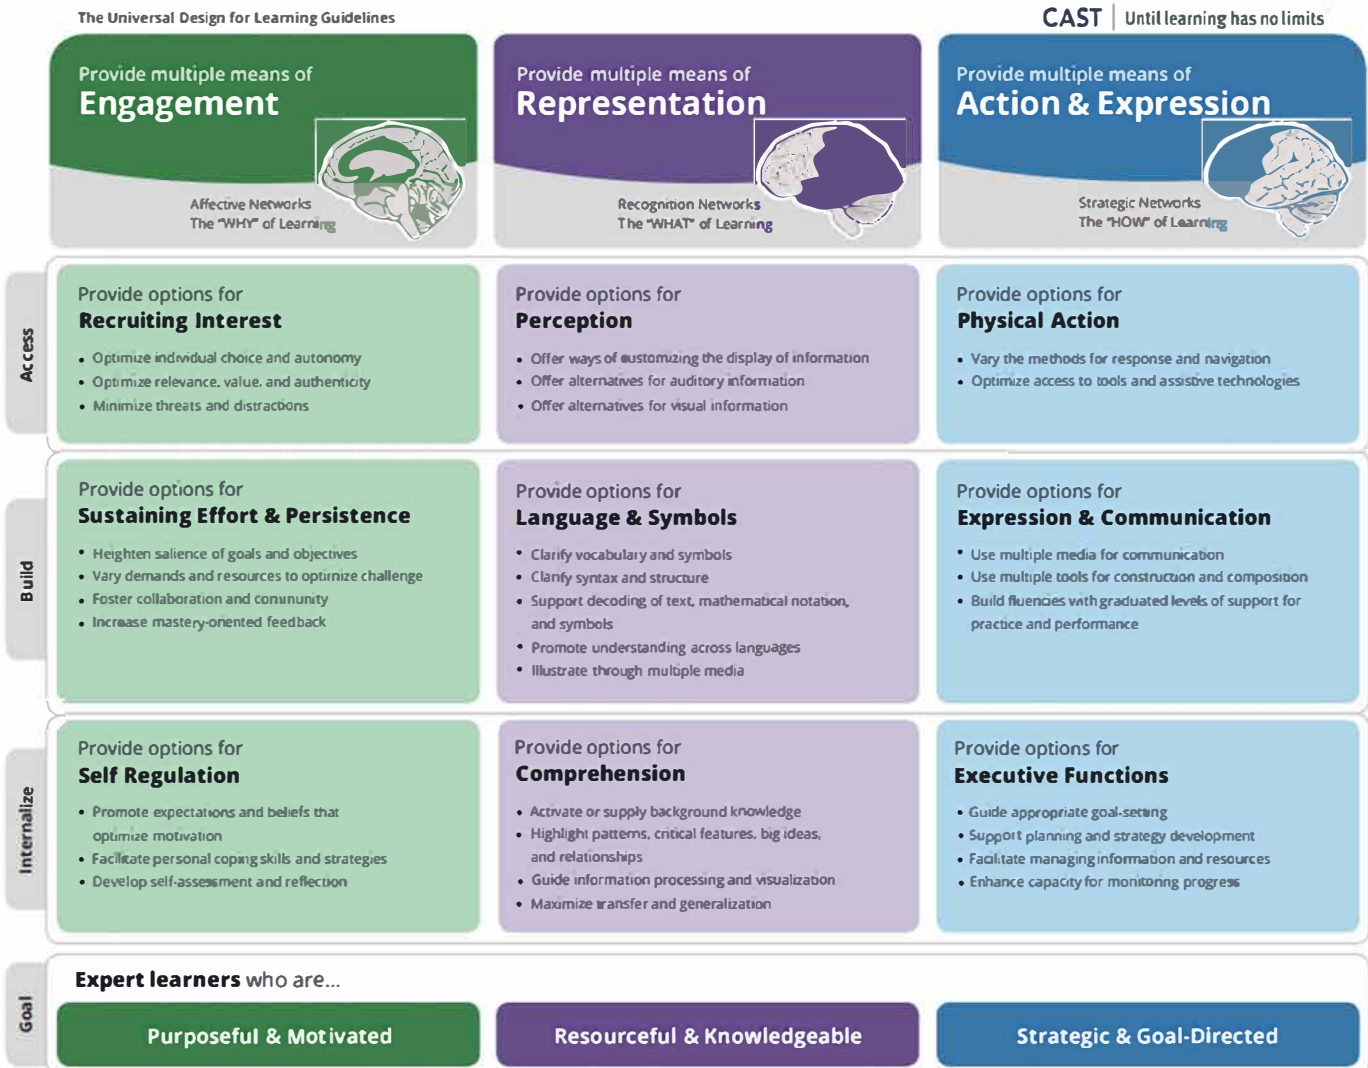 The Universal Design for Learning Guidelines
CAST | Until learning has no limits
Provide multiple means of
Engagement
Affective Networks
The "WHY" of Learning
Provide multiple means of
Representation
Recognition Networks
The "WHAT" of Learning
Provide multiple means of
Action & Expression
Strategic Networks
The "HOW" of Learning
Access
Provide options for
Recruiting Interest
• Optimize individual choice and autonomy
• Optimize relevance, value, and authenticity
• Minimize threats and distractions
Provide options for
Perception
• Offer ways of customizing the display of information
• Offer alternatives for auditory information
• Offer alternatives for visual information
Provide options for
Physical Action
• Vary the methods for response and navigation
• Optimize access to tools and assistive technologies
Build
Provide options for
Sustaining Effort & Persistence
• Heighten salience of goals and objectives
• Vary demands and resources to optimize challenge
• Foster collaboration and community
• Increase mastery-oriented feedback
Provide options for
Language & Symbols
• Clarify vocabulary and symbols
• Clarify syntax and structure
• Support decoding of text, mathematical notation,
and symbols
• Promote understanding across languages
• Illustrate through multiple media
Provide options for
Expression & Communication
• Use multiple media for communication
• Use multiple tools for construction and composition
• Build fluencies with graduated levels of support for
practice and performance
Internalize
Provide options for
Self Regulation
• Promote expectations and beliefs that
optimize motivation
• Facilitate personal coping skills and strategies
• Develop self-assessment and reflection
Provide options for
Comprehension
• Activate or supply background knowledge
• Highlight patterns, critical features, big ideas,
and relationships
• Guide information processing and visualization
• Maximize transfer and generalization
Provide options for
Executive Functions
• Guide appropriate goal-setting
• Support planning and strategy development
• Facilitate managing information and resources
• Enhance capacity for monitoring progress
Goal
Expert learners who are...
Purposeful & Motivated
Resourceful & Knowledgeable
Strategic & Goal-Directed